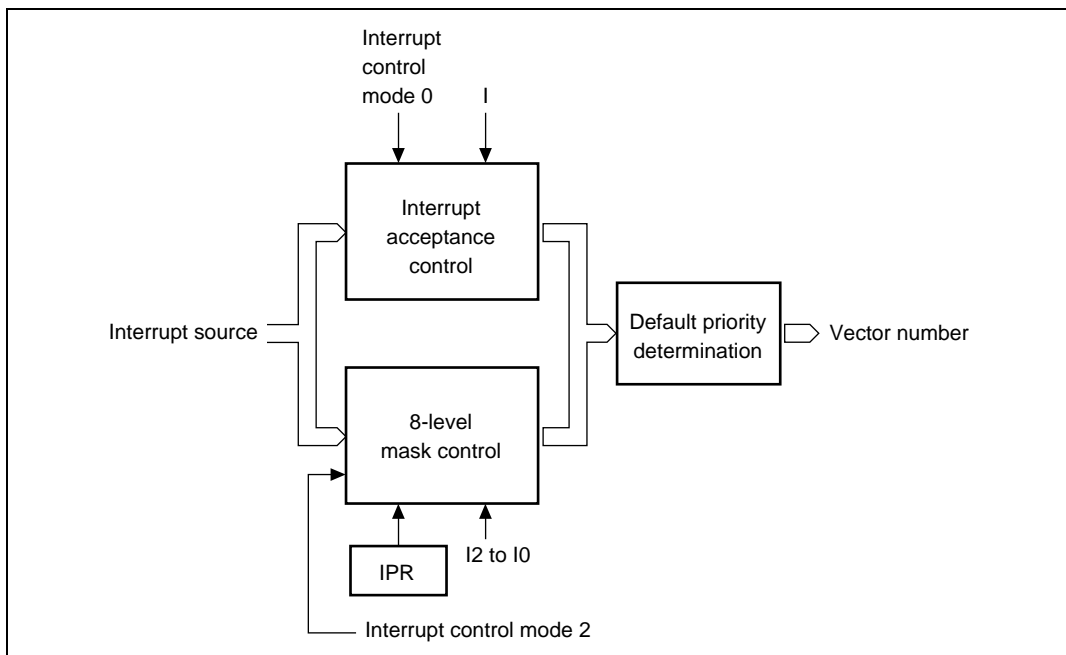 Interrupt
control
mode 0
I
Interrupt
acceptance
control
Interrupt source
Default priority
determination
Vector number
8-level
mask control
IPR
I2 to I0
Interrupt control mode 2